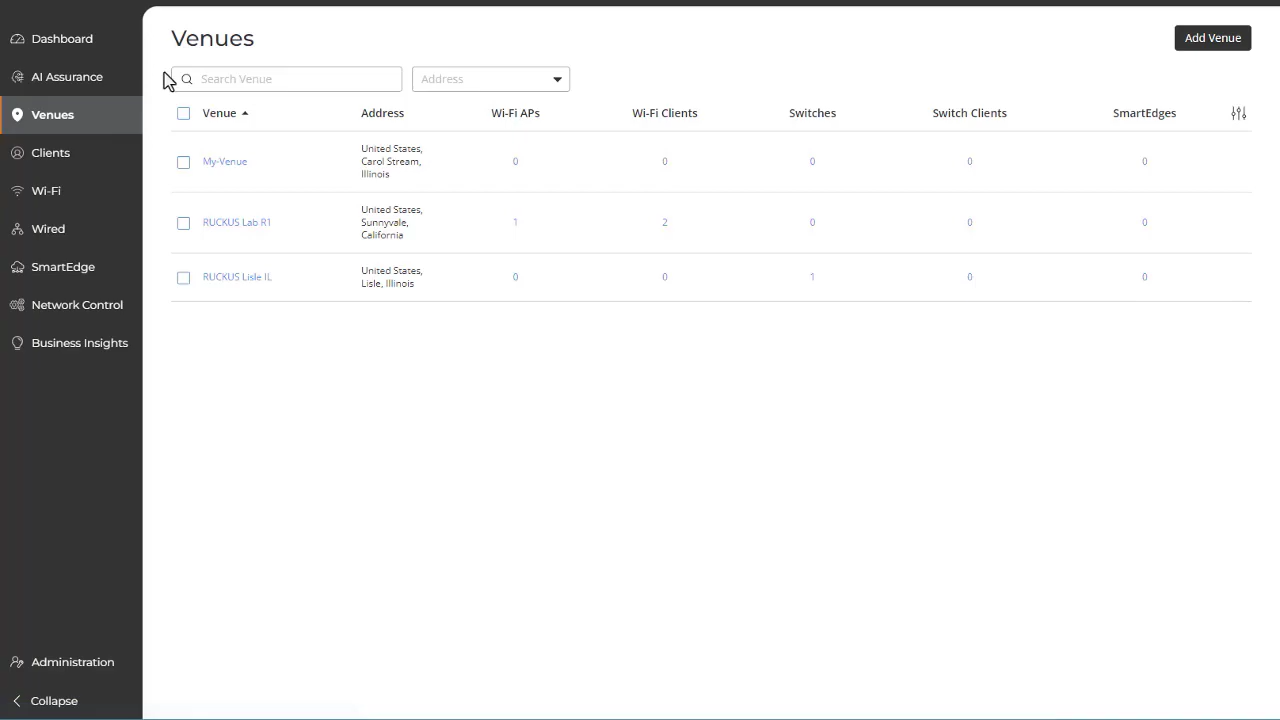 Dashboard
AI Assurance
Venues
Clients
Wi-Fi
Wired
SmartEdge
Network Control
Business Insights
Administration
Collapse
Venues
Add Venue
Search Venue
Address
Venue Address Wi-Fi APs Wi-Fi Clients Switches Switch Clients SmartEdges
United States,
My-Venue Carol Stream, 0 0 0 0 0
Illinois
United States,
RUCKUS Lab R1 Sunnyvale, 1 2 0 0 0
California
United States,
RUCKUS Lisle IL 0 0 1 0 0
Lisle, Illinois